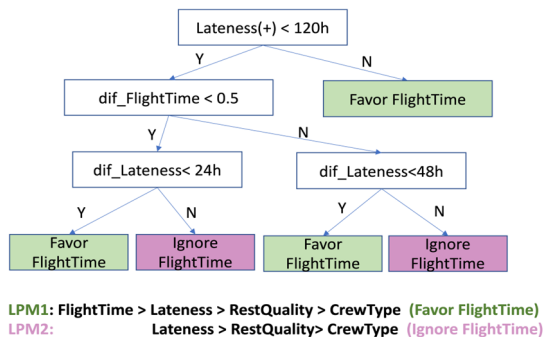 Lateness(+) < 120h
Y
N
dif_FlightTime < 0.5
Favor FlightTime
Y
N
dif_Lateness< 24h
dif_Lateness<48h
Y
N
Y
N
Favor
FlightTime
Ignore
FlightTime
Favor
FlightTime
Ignore
FlightTime
LPM1: FlightTime > Lateness > RestQuality > CrewType (Favor FlightTime)
LPM2: Lateness > RestQuality> CrewType (Ignore FlightTime)